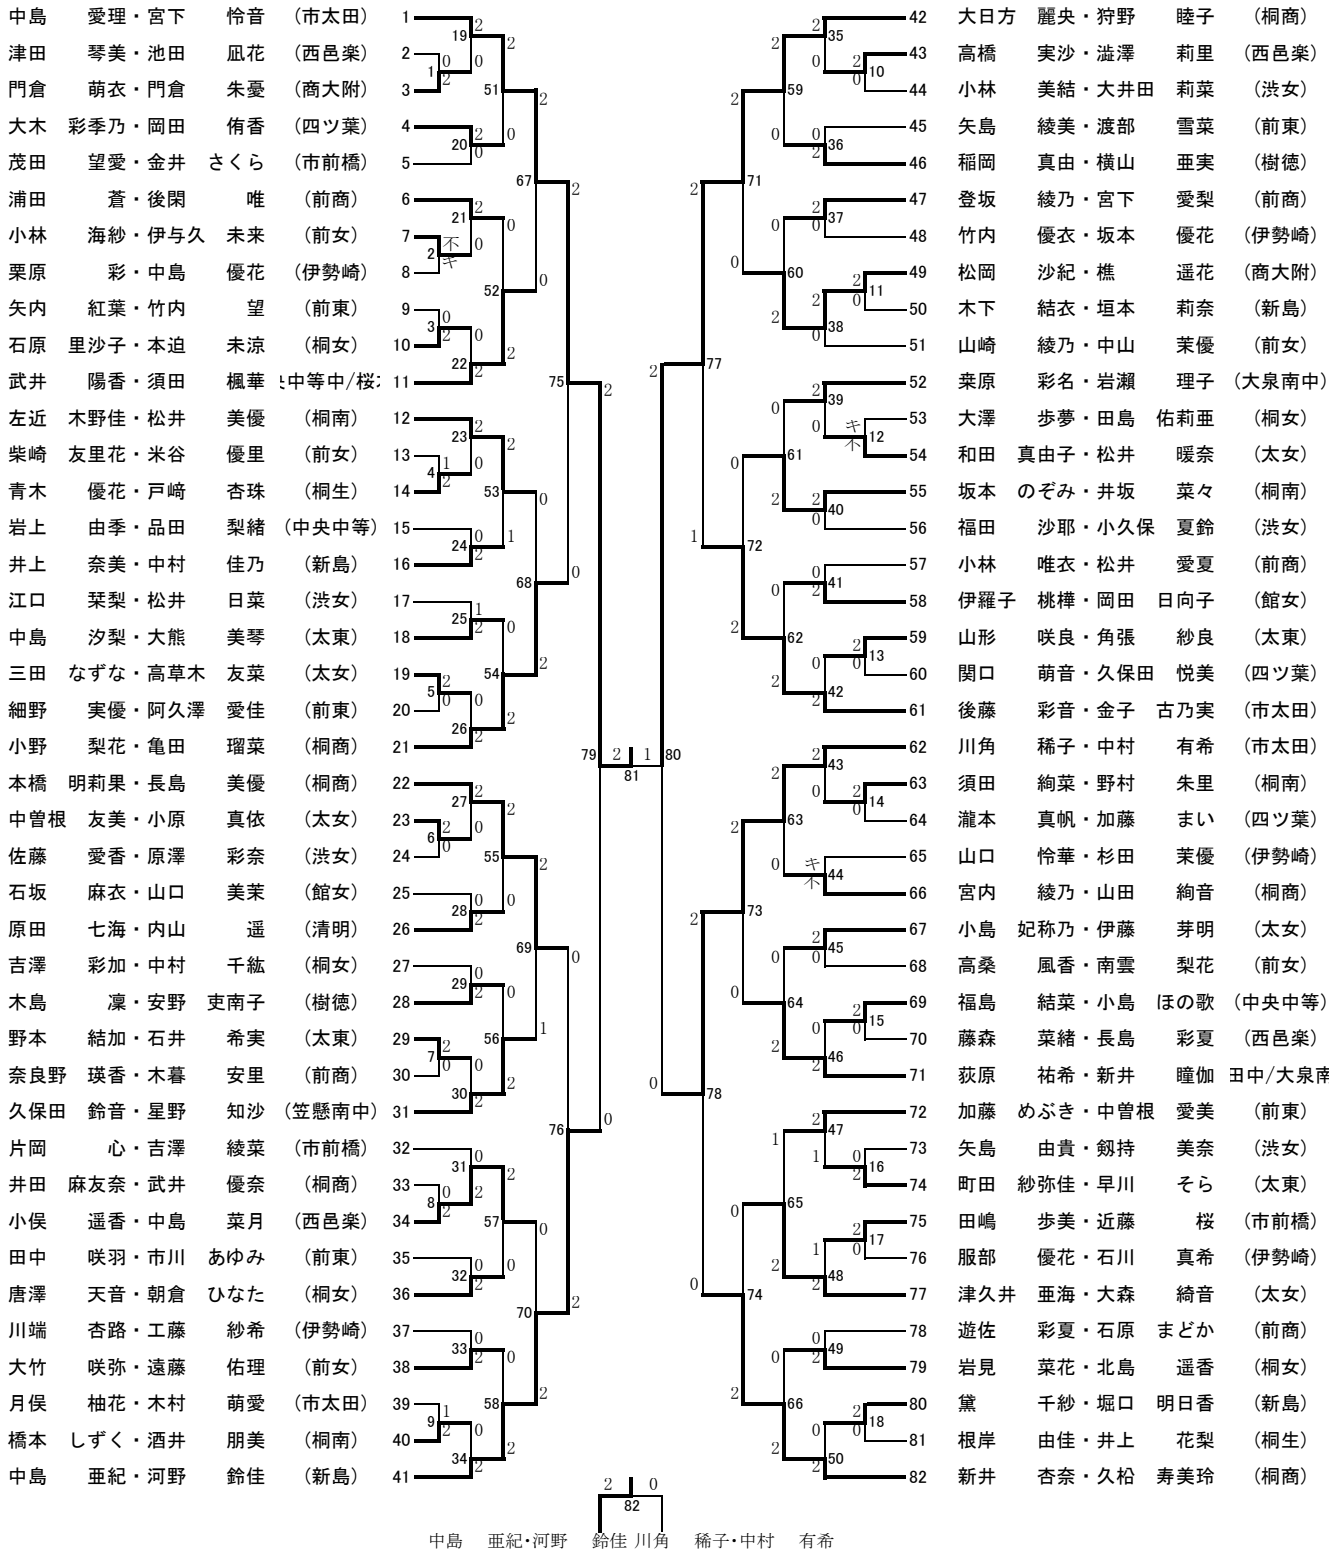 中島 愛理・宮下 怜音 (市太田) 1
津田 琴美・池田 凪花 (西邑楽) 2
門倉 萌衣・門倉 朱憂 (商大附) 3
大木 彩季乃・岡田 侑香 (四ツ葉) 4
茂田 望愛・金井 さくら (市前橋) 5
浦田 蒼・後閑 唯 (前商) 6
小林 海紗・伊与久 未来 (前女) 7
栗原 彩・中島 優花 (伊勢崎) 8
矢内 紅葉・竹内 望 (前東) 9
石原 里沙子・本迫 未涼 (桐女) 10
武井 陽香・須田 楓華 中等中/桜 11
左近 木野佳・松井 美優 (桐南) 12
柴崎 友里花・米谷 優里 (前女) 13
青木 優花・戸﨑 杏珠 (桐生) 14
岩上 由季・品田 梨緒 (中央中等) 15
井上 奈美・中村 佳乃 (新島) 16
江口 栞梨・松井 日菜 (渋女) 17
中島 汐梨・大熊 美琴 (太東) 18
三田 なずな・高草木 友菜 (太女) 19
細野 実優・阿久澤 愛佳 (前東) 20
小野 梨花・亀田 瑠菜 (桐商) 21
本橋 明莉果・長島 美優 (桐商) 22
中曽根 友美・小原 真依 (太女) 23
佐藤 愛香・原澤 彩奈 (渋女) 24
石坂 麻衣・山口 美茉 (館女) 25
原田 七海・内山 遥 (清明) 26
吉澤 彩加・中村 千紘 (桐女) 27
木島 凜・安野 吏南子 (樹徳) 28
野本 結加・石井 希実 (太東) 29
奈良野 瑛香・木暮 安里 (前商) 30
久保田 鈴音・星野 知沙 (笠懸南中) 31
片岡 心・吉澤 綾菜 (市前橋) 32
井田 麻友奈・武井 優奈 (桐商) 33
小俣 遥香・中島 菜月 (西邑楽) 34
田中 咲羽・市川 あゆみ (前東) 35
唐澤 天音・朝倉 ひなた (桐女) 36
川端 杏路・工藤 紗希 (伊勢崎) 37
大竹 咲弥・遠藤 佑理 (前女) 38
月俣 柚花・木村 萌愛 (市太田) 39
橋本 しずく・酒井 朋美 (桐南) 40
中島 亜紀・河野 鈴佳 (新島) 41
42 大日方 麗央・狩野 睦子 (桐商)
43 高橋 実沙・澁澤 莉里 (西邑楽)
44 小林 美結・大井田 莉菜 (渋女)
45 矢島 綾美・渡部 雪菜 (前東)
46 稲岡 真由・横山 亜実 (樹徳)
47 登坂 綾乃・宮下 愛梨 (前商)
48 竹内 優衣・坂本 優花 (伊勢崎)
49 松岡 沙紀・樵 遥花 (商大附)
50 木下 結衣・垣本 莉奈 (新島)
51 山崎 綾乃・中山 茉優 (前女)
52 桒原 彩名・岩瀬 理子 (大泉南中)
53 大澤 歩夢・田島 佑莉亜 (桐女)
54 和田 真由子・松井 暖奈 (太女)
55 坂本 のぞみ・井坂 菜々 (桐南)
56 福田 沙耶・小久保 夏鈴 (渋女)
57 小林 唯衣・松井 愛夏 (前商)
58 伊羅子 桃樺・岡田 日向子 (館女)
59 山形 咲良・角張 紗良 (太東)
60 関口 萌音・久保田 悦美 (四ツ葉)
61 後藤 彩音・金子 古乃実 (市太田)
62 川角 稀子・中村 有希 (市太田)
63 須田 絢菜・野村 朱里 (桐南)
64 瀧本 真帆・加藤 まい (四ツ葉)
65 山口 怜華・杉田 茉優 (伊勢崎)
66 宮内 綾乃・山田 絢音 (桐商)
67 小島 妃称乃・伊藤 芽明 (太女)
68 高桑 風香・南雲 梨花 (前女)
69 福島 結菜・小島 ほの歌 (中央中等)
70 藤森 菜緒・長島 彩夏 (西邑楽)
71 荻原 祐希・新井 瞳伽 田中/大泉南
72 加藤 めぶき・中曽根 愛美 (前東)
73 矢島 由貴・剱持 美奈 (渋女)
74 町田 紗弥佳・早川 そら (太東)
75 田嶋 歩美・近藤 桜 (市前橋)
76 服部 優花・石川 真希 (伊勢崎)
77 津久井 亜海・大森 綺音 (太女)
78 遊佐 彩夏・石原 まどか (前商)
79 岩見 菜花・北島 遥香 (桐女)
80 黛 千紗・堀口 明日香 (新島)
81 根岸 由佳・井上 花梨 (桐生)
82 新井 杏奈・久松 寿美玲 (桐商)
79 2 1 80
81
2 0
82
中島 亜紀・河野 鈴佳 川角 稀子・中村 有希